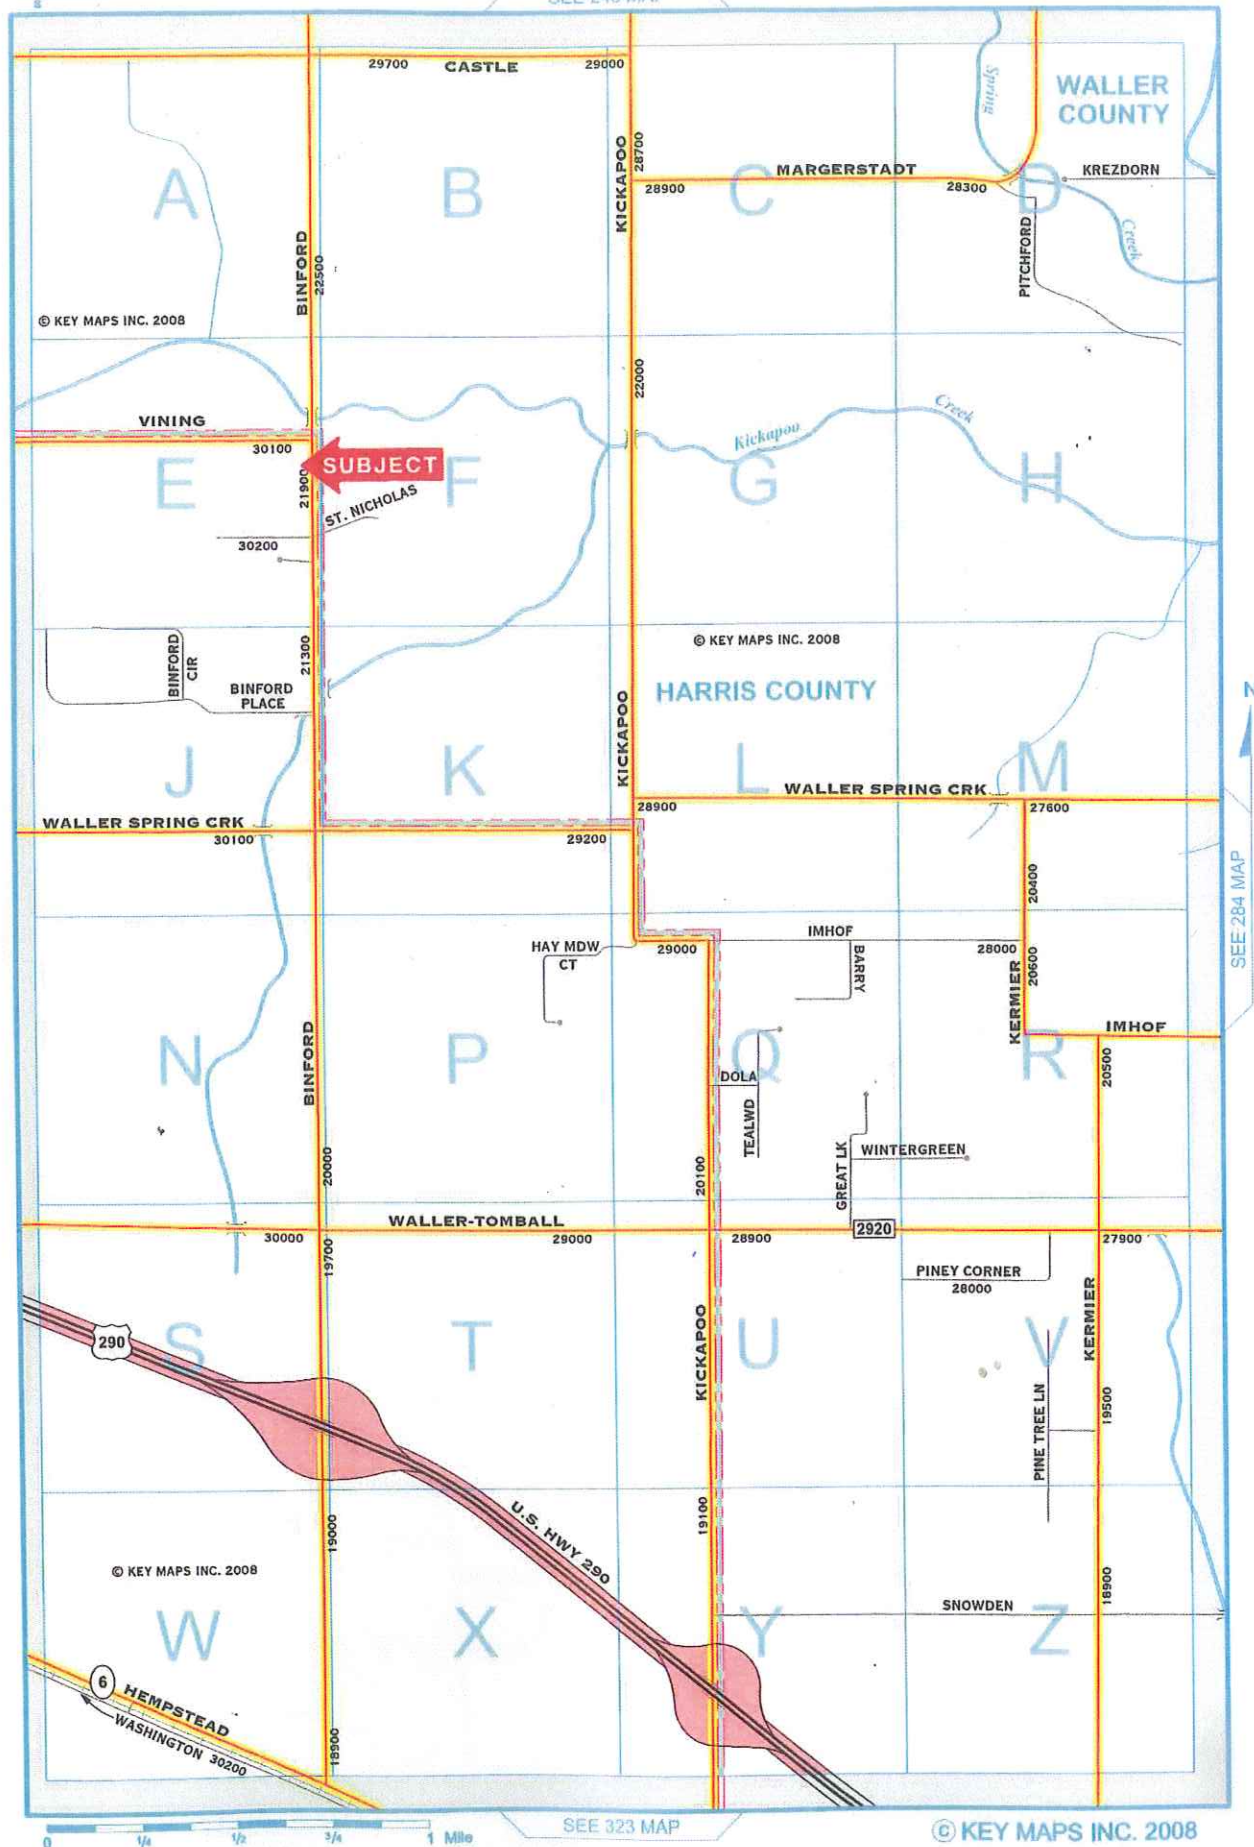 29700 CASTLE 29000
Spring
WALLER
COUNTY
KICKAPOO
28700
28900
MARGERSTADT
28300
KREZDORN
A
B
C
D
Creek
PITCHFORD
BINFORD
22500
© KEY MAPS INC. 2008
22000
VINING
30100
Kickapoo
Creek
SUBJECT
E
F
G
H
21900
ST. NICHOLAS
30200
© KEY MAPS INC. 2008
BINFORD
CIR
21300
BINFORD
PLACE
KICKAPOO
HARRIS COUNTY
N
J
K
L
M
28900
WALLER SPRING CRK
27600
WALLER SPRING CRK
30100
29200
20400
SEE 284 MAP
HAY MDW
CT
29000
IMHOF
28000
BARRY
KERMIER
20600
IMHOF
BINFORD
N
P
Q
R
20500
DOLA
TEALWD
GREAT LK
WINTERGREEN
20000
20100
WALLER-TOMBALL
30000
29000
28900
2920
27900
19700
PINEY CORNER
28000
290
S
T
U
V
KICKAPOO
KERMIER
PINE TREE LN
19500
19000
U.S. HWY 290
19100
© KEY MAPS INC. 2008
18900
SNOWDEN
W
X
Y
Z
6 HEMPSTEAD
WASHINGTON 30200
18900
0 1/4 1/2 3/4 1 Mile
SEE 323 MAP
© KEY MAPS INC. 2008